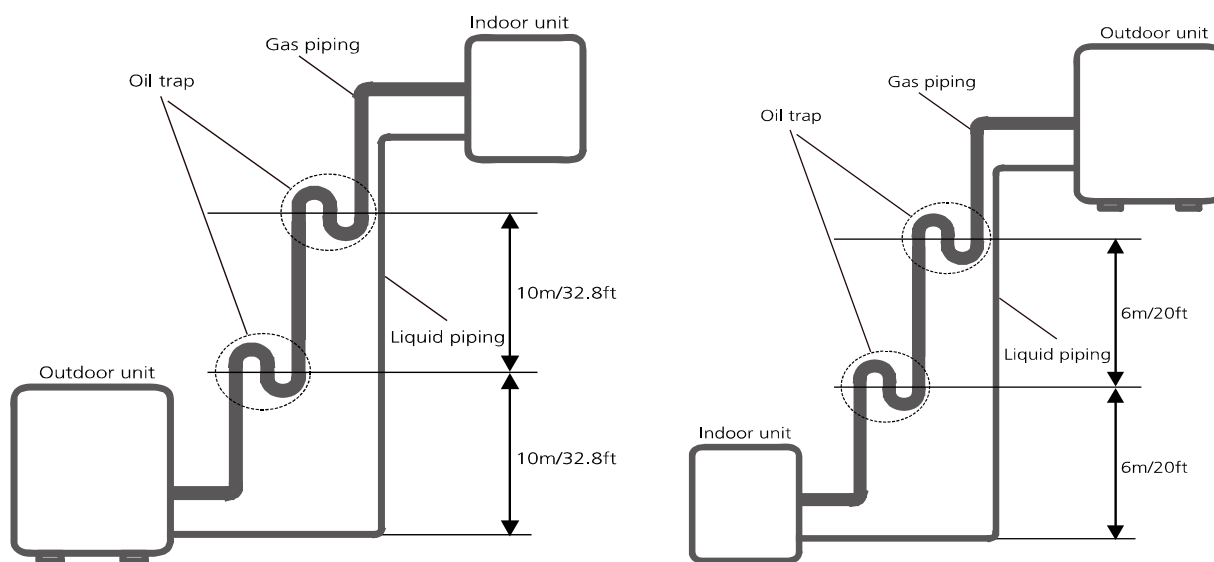 Indoor unit
Gas piping
Oil trap
10m/32.8ft
Liquid piping
Outdoor unit
10m/32.8ft
Outdoor unit
Gas piping
Oil trap
6m/20ft
Liquid piping
Indoor unit
6m/20ft